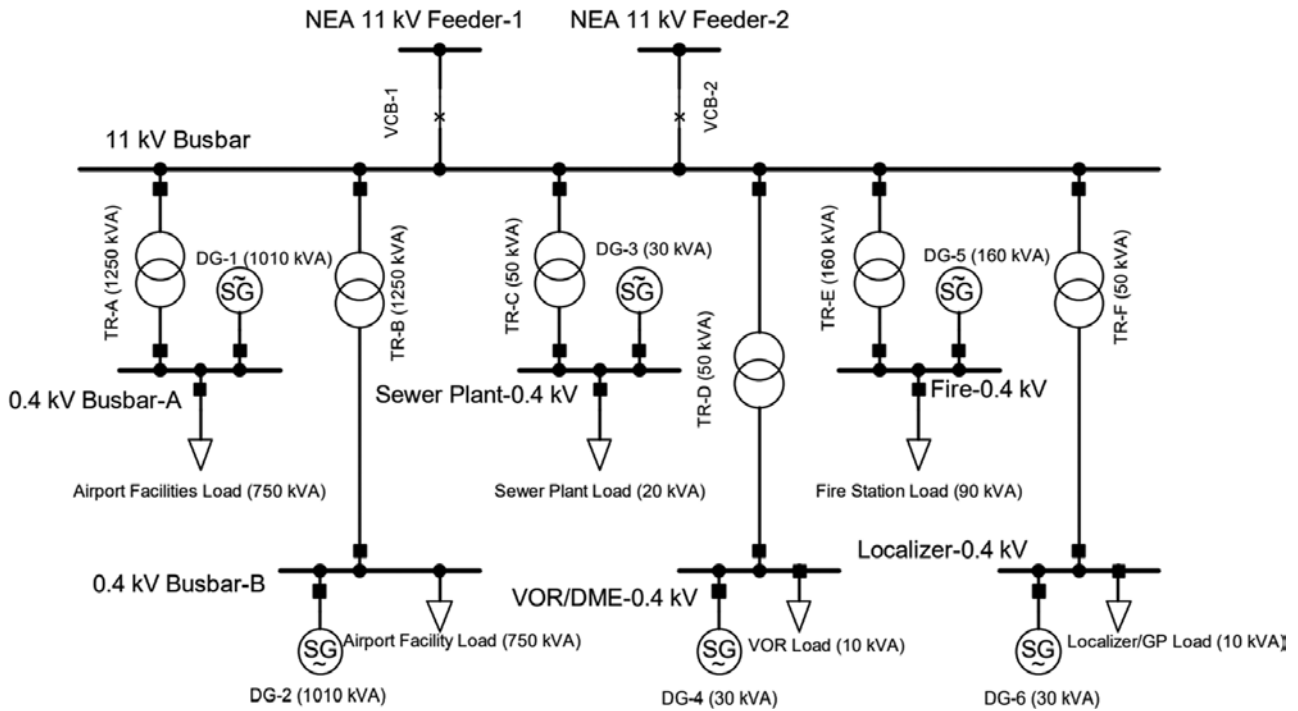 NEA 11 kV Feeder-1
NEA 11 kV Feeder-2
VCB-1
VCB-2
11 kV Busbar
TR-A (1250 kVA)
DG-1 (1010 kVA)
SG
TR-B (1250 kVA)
TR-C (50 kVA)
DG-3 (30 kVA)
SG
TR-D (50 kVA)
TR-E (160 kVA)
DG-5 (160 kVA)
SG
TR-F (50 kVA)
0.4 kV Busbar-A
Sewer Plant-0.4 kV
Fire-0.4 kV
Airport Facilities Load (750 kVA)
Sewer Plant Load (20 kVA)
Fire Station Load (90 kVA)
0.4 kV Busbar-B
VOR/DME-0.4 kV
Localizer-0.4 kV
SG
Airport Facility Load (750 kVA)
SG
VOR Load (10 kVA)
SG
Localizer/GP Load (10 kVA)
DG-2 (1010 kVA)
DG-4 (30 kVA)
DG-6 (30 kVA)